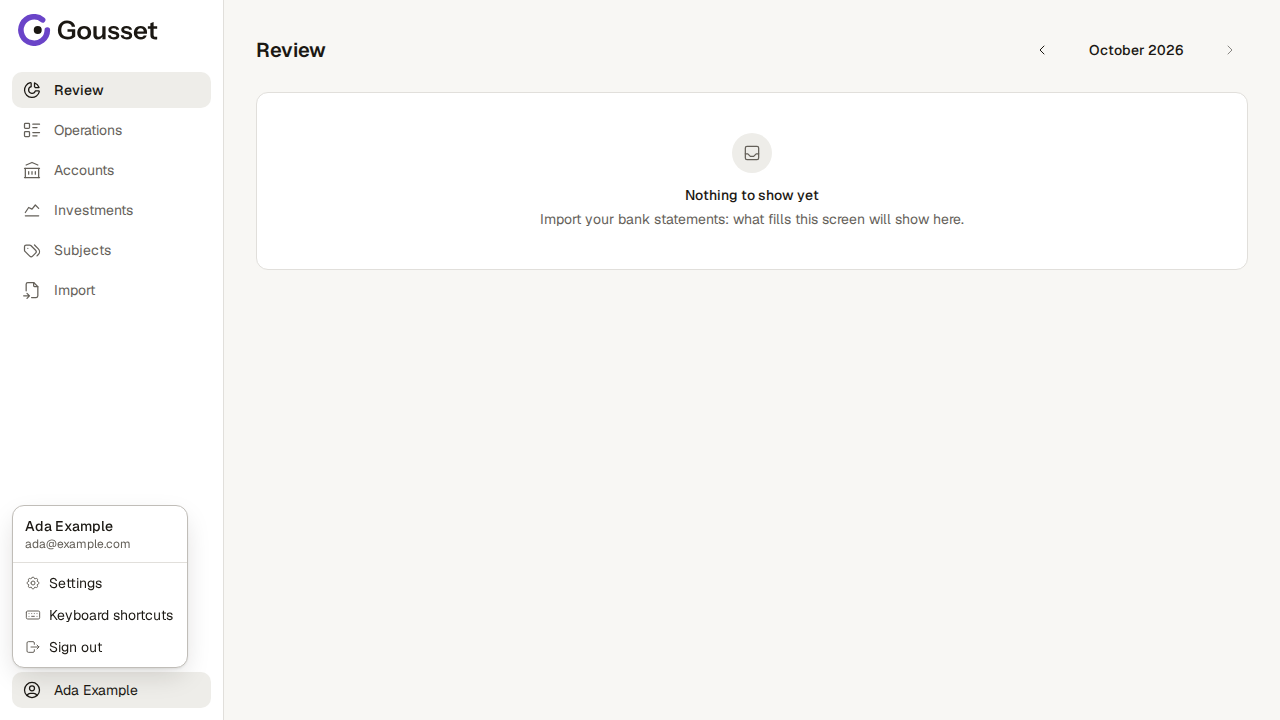 Gousset
Review
Operations
Accounts
Investments
Subjects
Import
Ada Example
ada@example.com
Settings
Keyboard shortcuts
Sign out
Ada Example
Review
October 2026
Nothing to show yet
Import your bank statements: what fills this screen will show here.